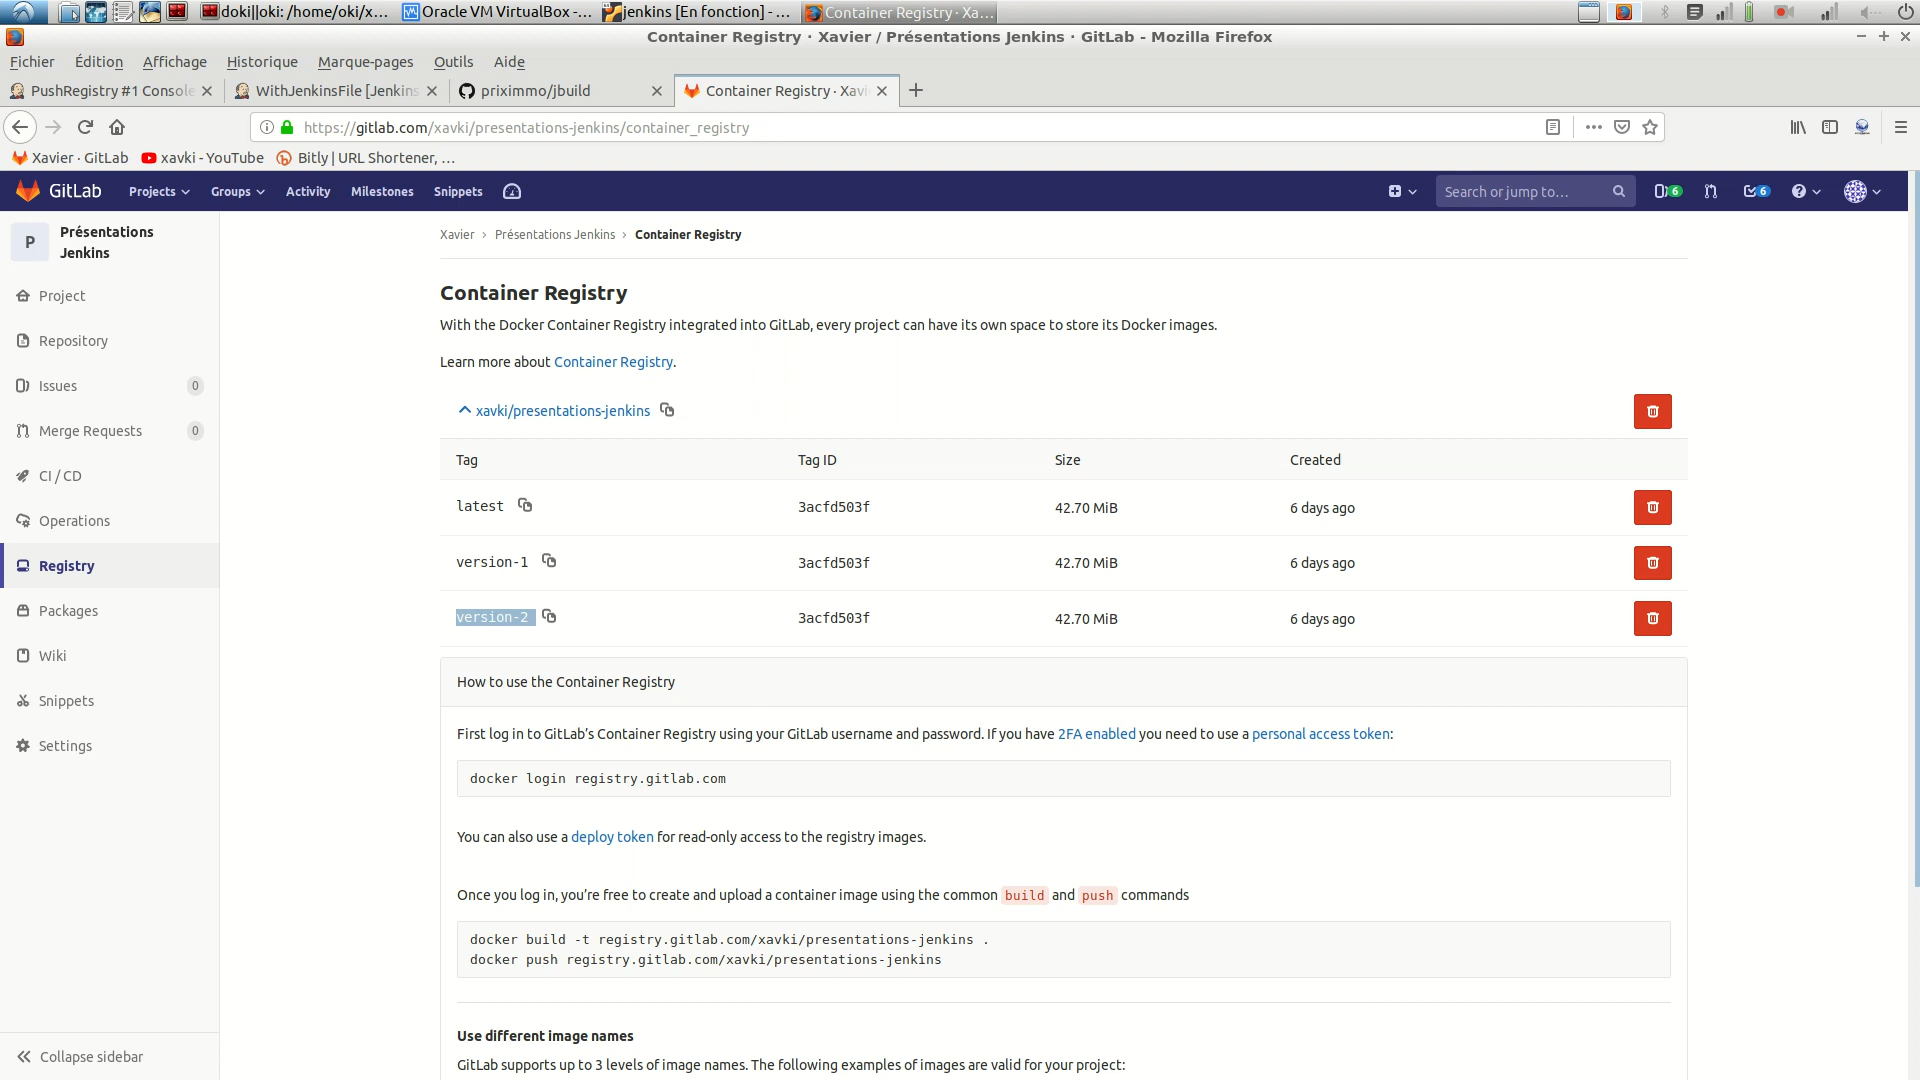 doki||oki: /home/oki/x...
Oracle VM VirtualBox -...
jenkins [En fonction] - ...
Container Registry · Xa...
Container Registry · Xavier / Présentations Jenkins · GitLab - Mozilla Firefox
Fichier Édition Affichage Historique Marque-pages Outils Aide
PushRegistry #1 Console
WithJenkinsFile [Jenkins
priximmo/jbuild
Container Registry · Xavi
https://gitlab.com/xavki/presentations-jenkins/container_registry
Xavier · GitLab
xavki - YouTube
Bitly | URL Shortener, ...
GitLab Projects Groups Activity Milestones Snippets
Search or jump to...
6
6
P
Présentations
Jenkins
Project
Repository
Issues 0
Merge Requests 0
CI / CD
Operations
Registry
Packages
Wiki
Snippets
Settings
Collapse sidebar
Xavier › Présentations Jenkins › Container Registry
Container Registry
With the Docker Container Registry integrated into GitLab, every project can have its own space to store its Docker images.
Learn more about Container Registry.
xavki/presentations-jenkins
Tag Tag ID Size Created
latest 3acfd503f 42.70 MiB 6 days ago
version-1 3acfd503f 42.70 MiB 6 days ago
version-2 3acfd503f 42.70 MiB 6 days ago
How to use the Container Registry
First log in to GitLab's Container Registry using your GitLab username and password. If you have 2FA enabled you need to use a personal access token:
docker login registry.gitlab.com
You can also use a deploy token for read-only access to the registry images.
Once you log in, you're free to create and upload a container image using the common build and push commands
docker build -t registry.gitlab.com/xavki/presentations-jenkins .
docker push registry.gitlab.com/xavki/presentations-jenkins
Use different image names
GitLab supports up to 3 levels of image names. The following examples of images are valid for your project: